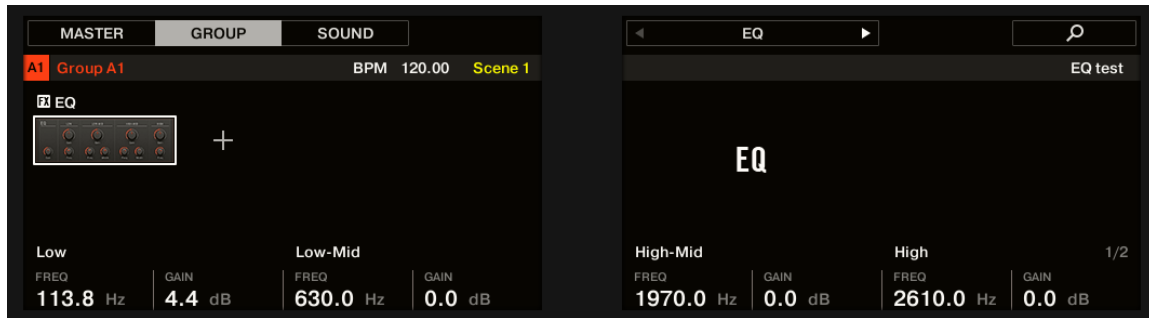 MASTER GROUP SOUND
A1 Group A1 BPM 120.00 Scene 1
FX EQ
Low Low-Mid
FREQ GAIN FREQ GAIN
113.8 Hz 4.4 dB 630.0 Hz 0.0 dB
EQ
EQ test
EQ
High-Mid High 1/2
FREQ GAIN FREQ GAIN
1970.0 Hz 0.0 dB 2610.0 Hz 0.0 dB